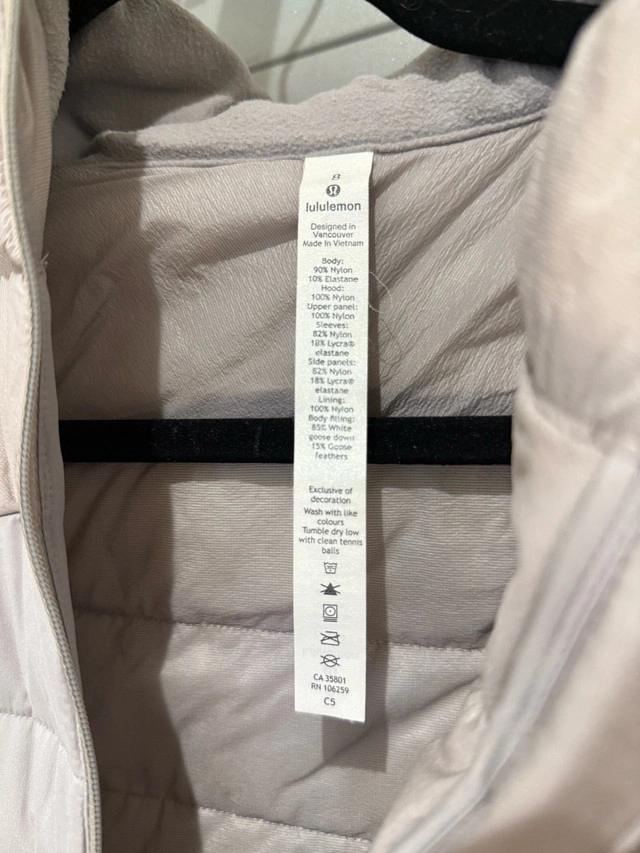 8
lululemon
Designed in
Vancouver
Made In Vietnam
Body:
90% Nylon
10% Elastane
Hood:
100% Nylon
Upper panel:
100% Nylon
Sleeves:
82% Nylon
18% Lycra®
elastane
Side panels:
82% Nylon
18% Lycra®
elastane
Lining:
100% Nylon
Body filling:
85% White
goose down
15% Goose
feathers
Exclusive of
decoration
Wash with like
colours
Tumble dry low
with clean tennis
balls
CA 35801
RN 106259
C5